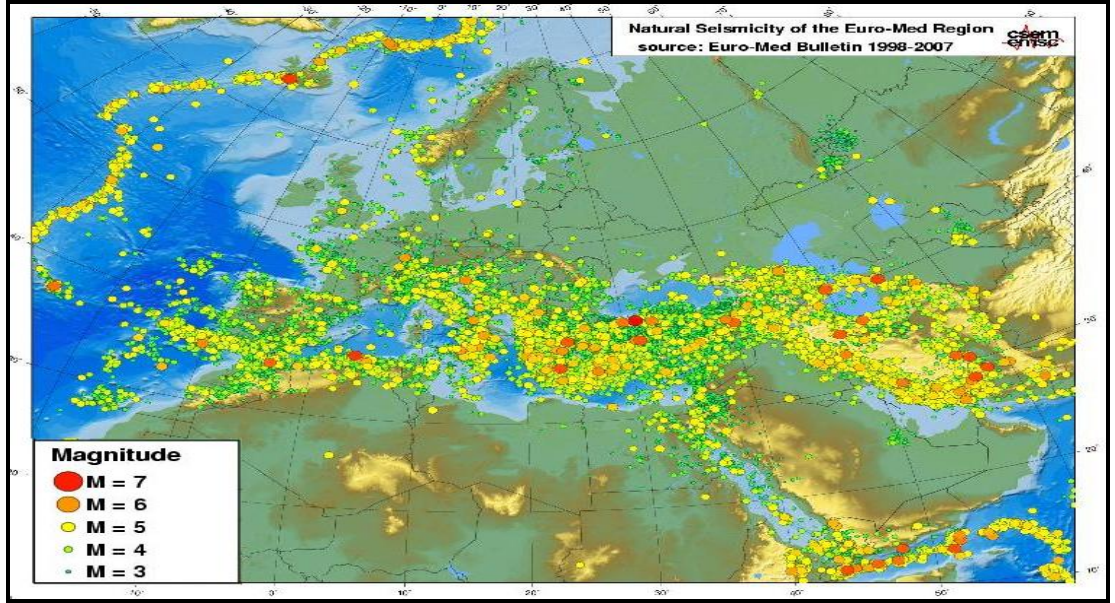 Natural Seismicity of the Euro-Med Region
source: Euro-Med Bulletin 1998-2007
csem
emsc
Magnitude
M = 7
M = 6
M = 5
M = 4
M = 3